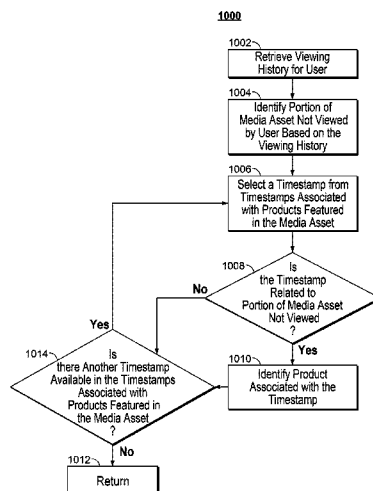 1000
1002
Retrieve Viewing
History for User
1004
Identify Portion of
Media Asset Not Viewed
by User Based on the
Viewing History
1006
Select a Timestamp from
Timestamps Associated
with Products Featured
in the Media Asset
1008
Is
the Timestamp
Related to
Portion of Media Asset
Not Viewed
?
No
Yes
1010
Identify Product
Associated with the
Timestamp
Yes
1014
Is
there Another Timestamp
Available in the Timestamps
Associated with
Products Featured in
the Media Asset
?
No
1012
Return